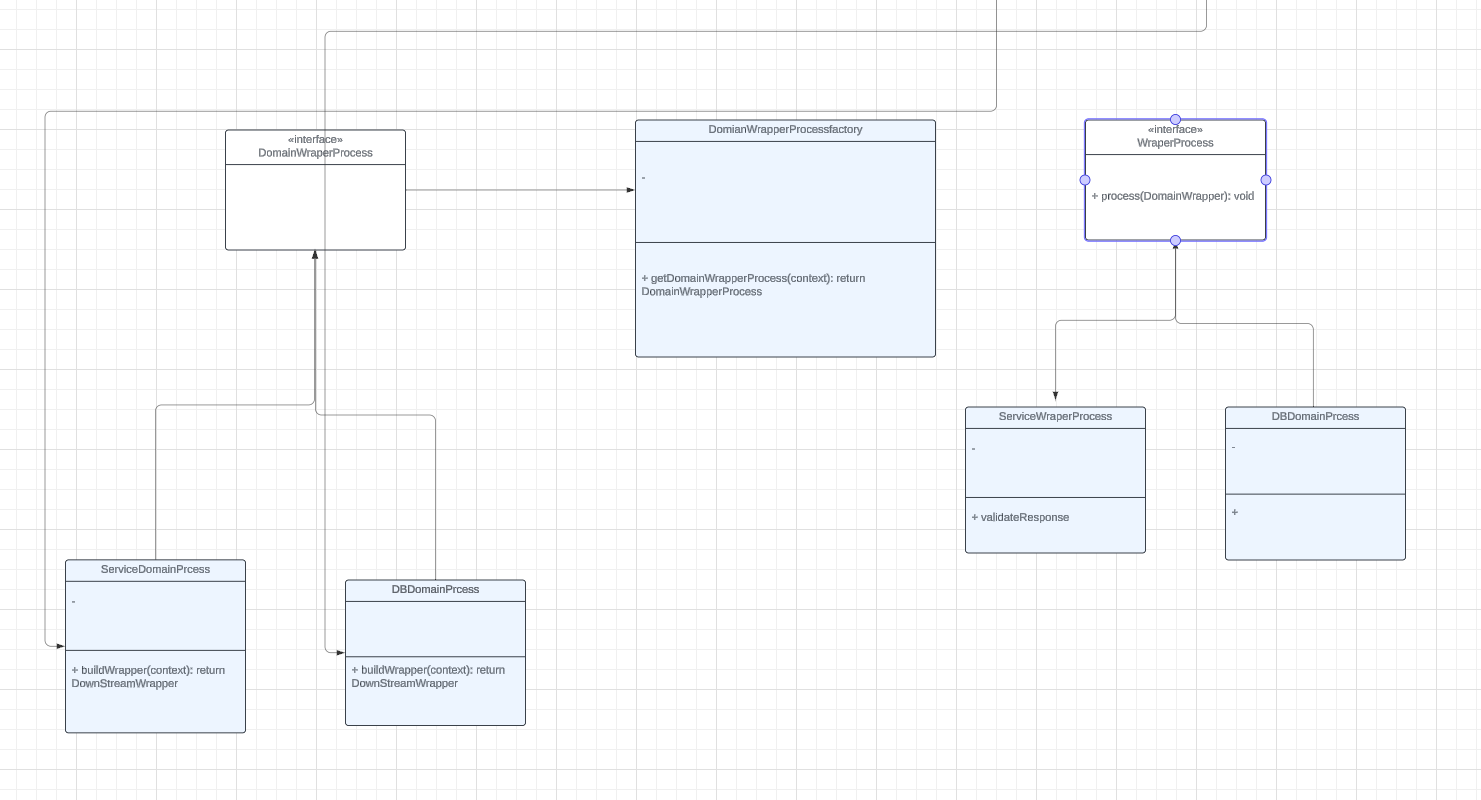 «interface»
DomainWraperProcess
DomianWrapperProcessfactory
-
+ getDomainWrapperProcess(context): return
DomainWrapperProcess
«interface»
WraperProcess
+ process(DomainWrapper): void
ServiceWraperProcess
-
+ validateResponse
DBDomainPrcess
-
+
ServiceDomainPrcess
-
+ buildWrapper(context): return
DownStreamWrapper
DBDomainPrcess
+ buildWrapper(context): return
DownStreamWrapper